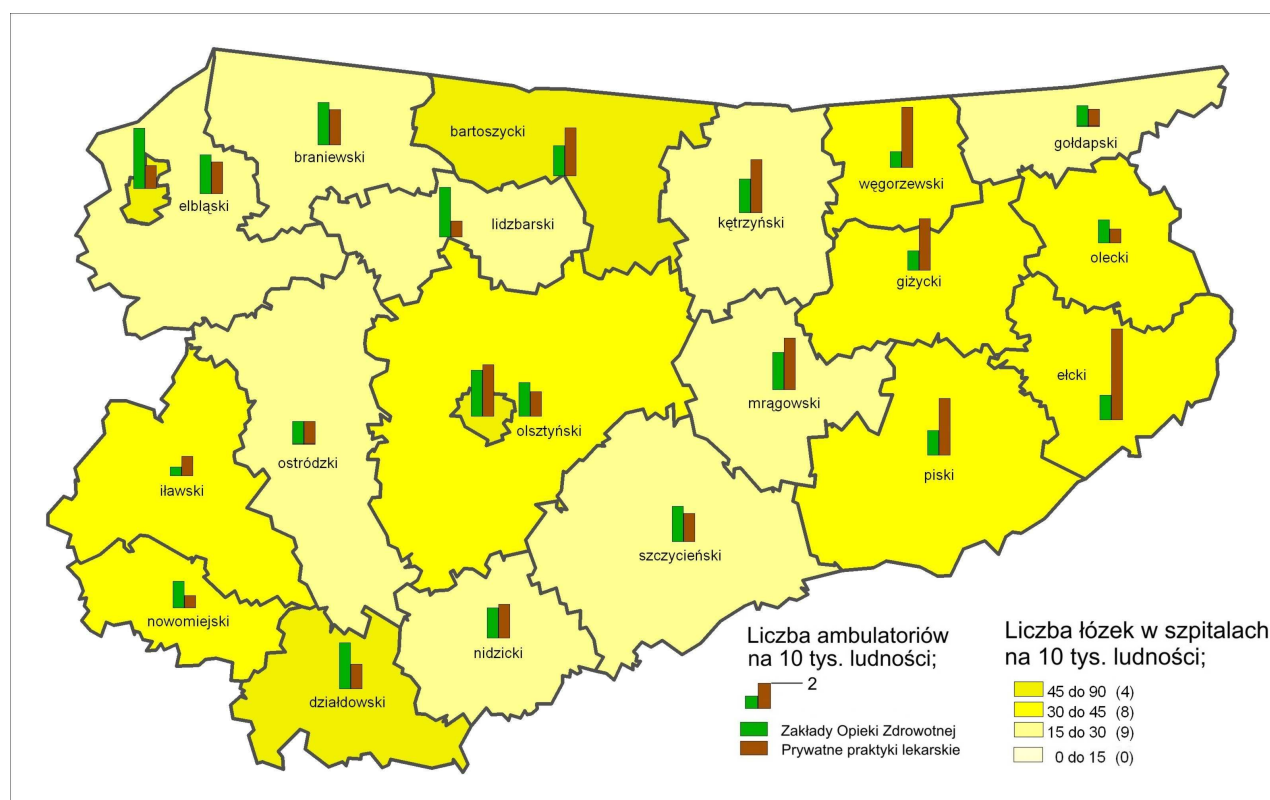 bartoszycki
gołdapski
braniewski
węgorzewski
elbląski
lidzbarski
kętrzyński
olecki
giżycki
ełcki
mrągowski
olsztyński
ostródzki
piski
iławski
szczycieński
nowomiejski
nidzicki
działdowski
Liczba ambulatoriów
na 10 tys. ludności;
2
Zakłady Opieki Zdrowotnej
Prywatne praktyki lekarskie
Liczba łózek w szpitalach
na 10 tys. ludności;
45 do 90 (4)
30 do 45 (8)
15 do 30 (9)
0 do 15 (0)